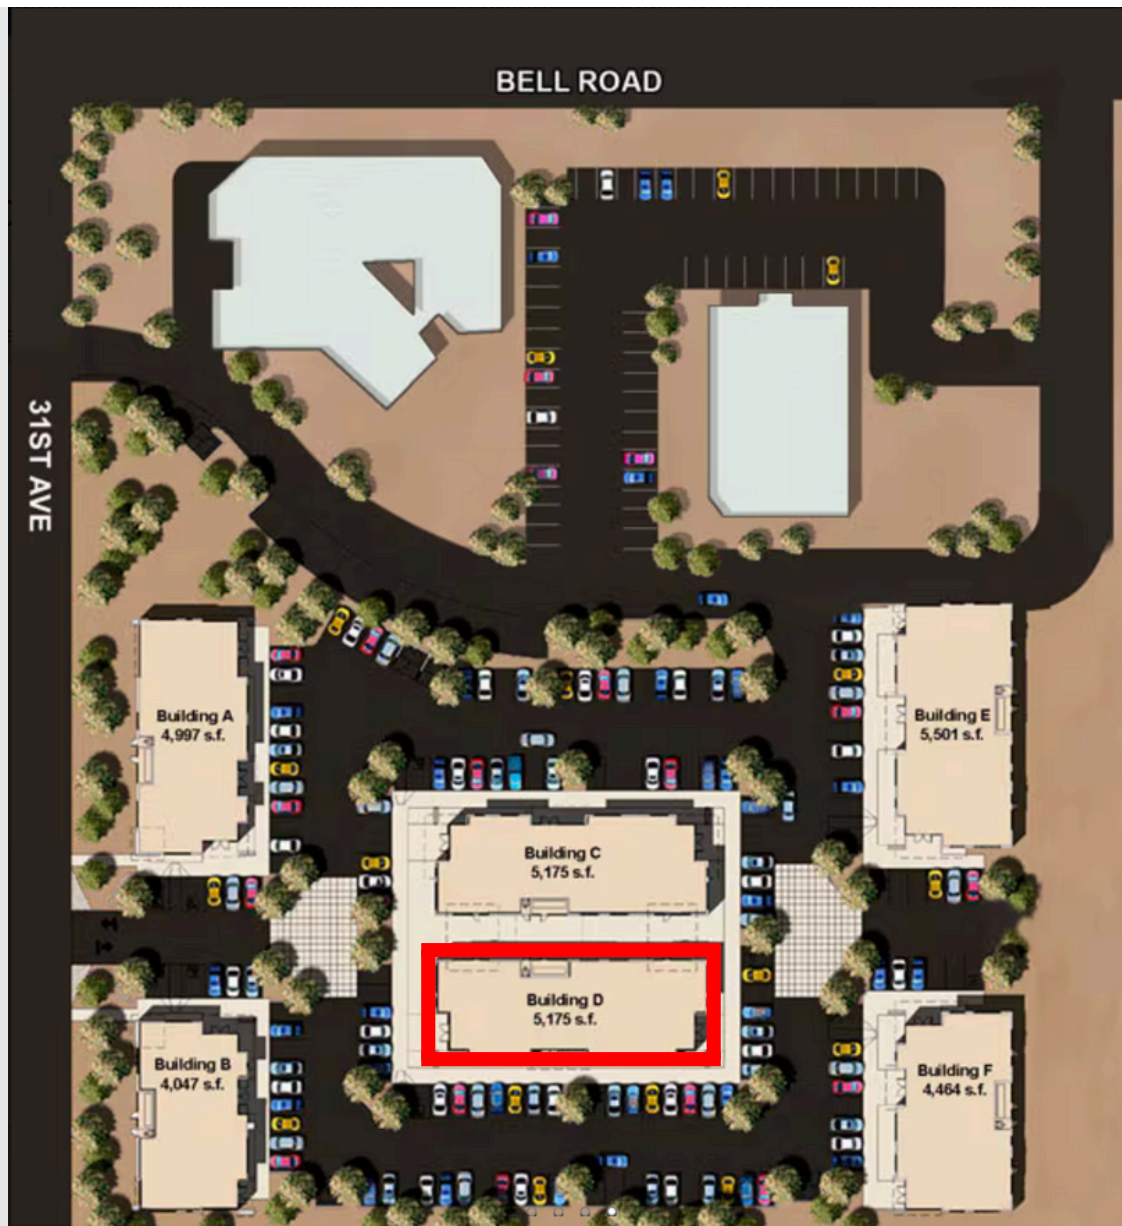 BELL ROAD
31ST AVE
Building A
4,997 s.f.
Building E
5,501 s.f.
Building C
5,175 s.f.
Building D
5,175 s.f.
Building B
4,047 s.f.
Building F
4,464 s.f.